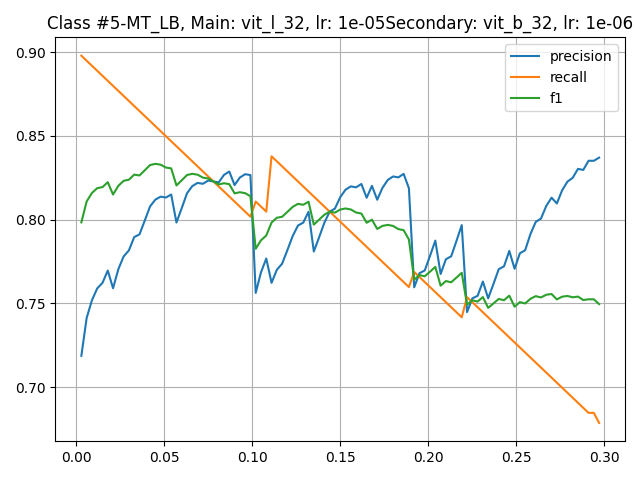 Class #5-MT_LB, Main: vit_l_32, lr: 1e-05Secondary: vit_b_32, lr: 1e-06
precision
recall
f1
0.90
0.85
0.80
0.75
0.70
0.00 0.05 0.10 0.15 0.20 0.25 0.30